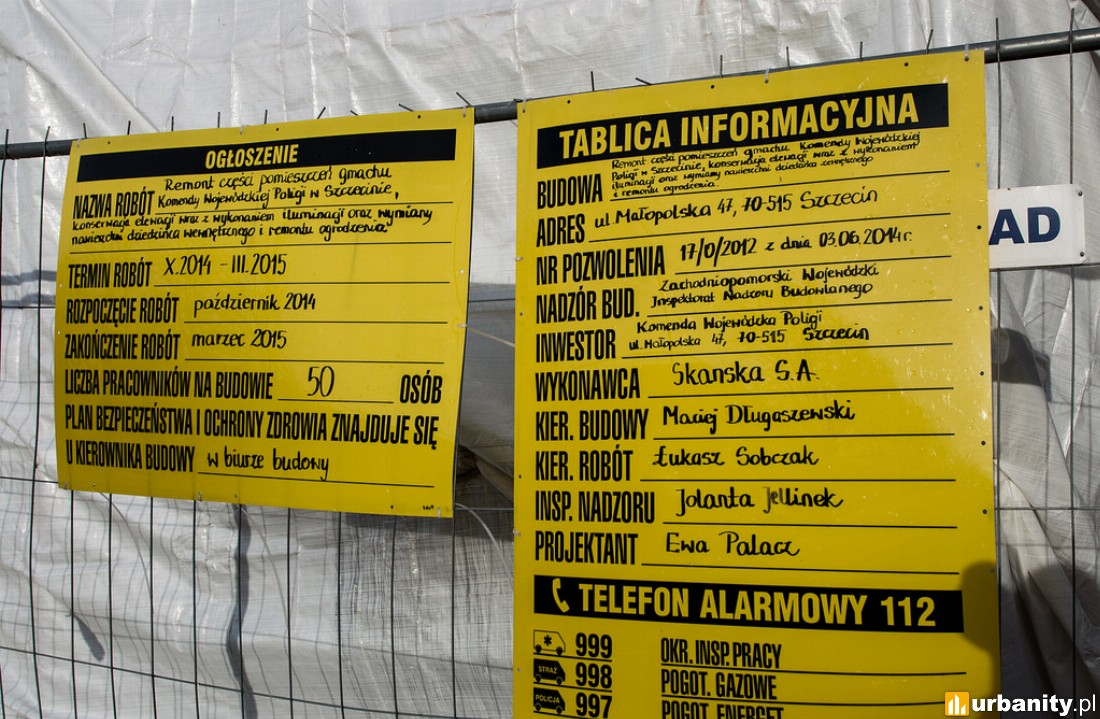 OGŁOSZENIE
NAZWA ROBÓT Remont części pomieszczeń gmachu
Komendy Wojewódzkiej Policji w Szczecinie,
konserwacja elewacji wraz z wykonaniem iluminacji oraz wymiany
nawierzchni dziedzińca wewnętrznego i remontu ogrodzenia
TERMIN ROBÓT X.2014 - III.2015
ROZPOCZĘCIE ROBÓT październik 2014
ZAKOŃCZENIE ROBÓT marzec 2015
LICZBA PRACOWNIKÓW NA BUDOWIE 50 OSÓB
PLAN BEZPIECZEŃSTWA I OCHRONY ZDROWIA ZNAJDUJE SIĘ
U KIEROWNIKA BUDOWY w biurze budowy
TABLICA INFORMACYJNA
BUDOWA Remont części pomieszczeń gmachu Komendy Wojewódzkiej
Policji w Szczecinie, konserwacja elewacji wraz z wykonaniem
iluminacji oraz wymiany nawierzchni dziedzińca wewnętrznego
i remontu ogrodzenia.
ADRES ul. Małopolska 47, 70-515 Szczecin
NR POZWOLENIA 17/0/2012 z dnia 03.06.2014r.
NADZÓR BUD. Zachodniopomorski Wojewódzki
Inspektorat Nadzoru Budowlanego
INWESTOR Komenda Wojewódzka Policji
ul. Małopolska 47, 70-515 Szczecin
WYKONAWCA Skanska S.A.
KIER. BUDOWY Maciej Długaszewski
KIER. ROBÓT Łukasz Sobczak
INSP. NADZORU Jolanta Jellinek
PROJEKTANT Ewa Palacz
TELEFON ALARMOWY 112
999 OKR. INSP. PRACY
STRAŻ 998 POGOT. GAZOWE
POLICJA 997 POGOT. ENERGET
AD
urbanity.pl